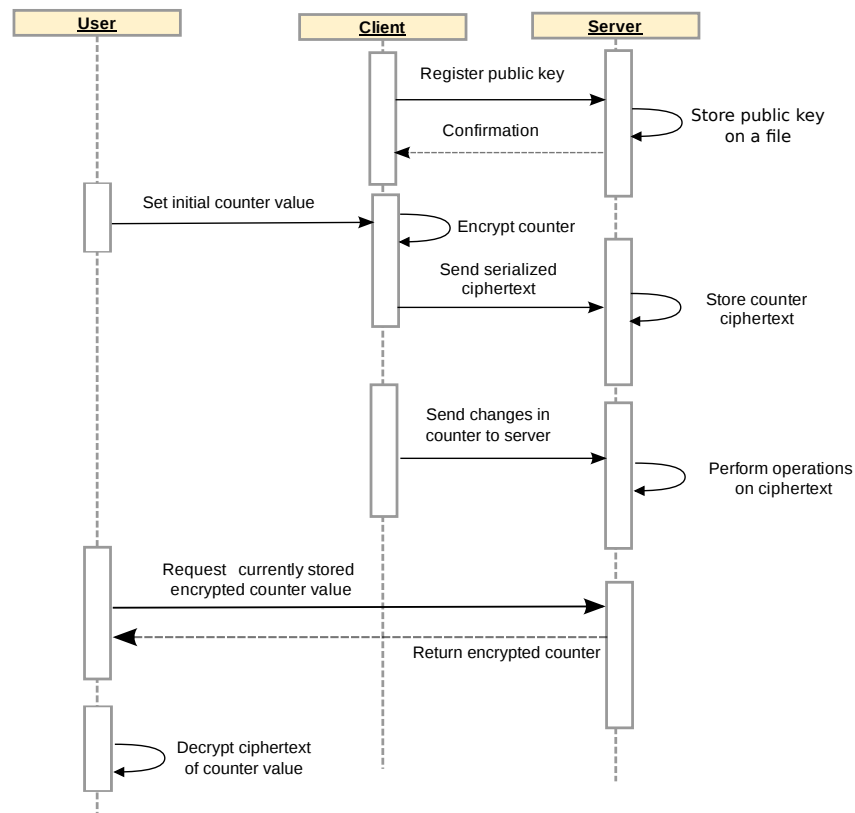 User
Client
Server
Register public key
Store public key
on a file
Confirmation
Set initial counter value
Encrypt counter
Send serialized
ciphertext
Store counter
ciphertext
Send changes in
counter to server
Perform operations
on ciphertext
Request currently stored
encrypted counter value
Return encrypted counter
Decrypt ciphertext
of counter value